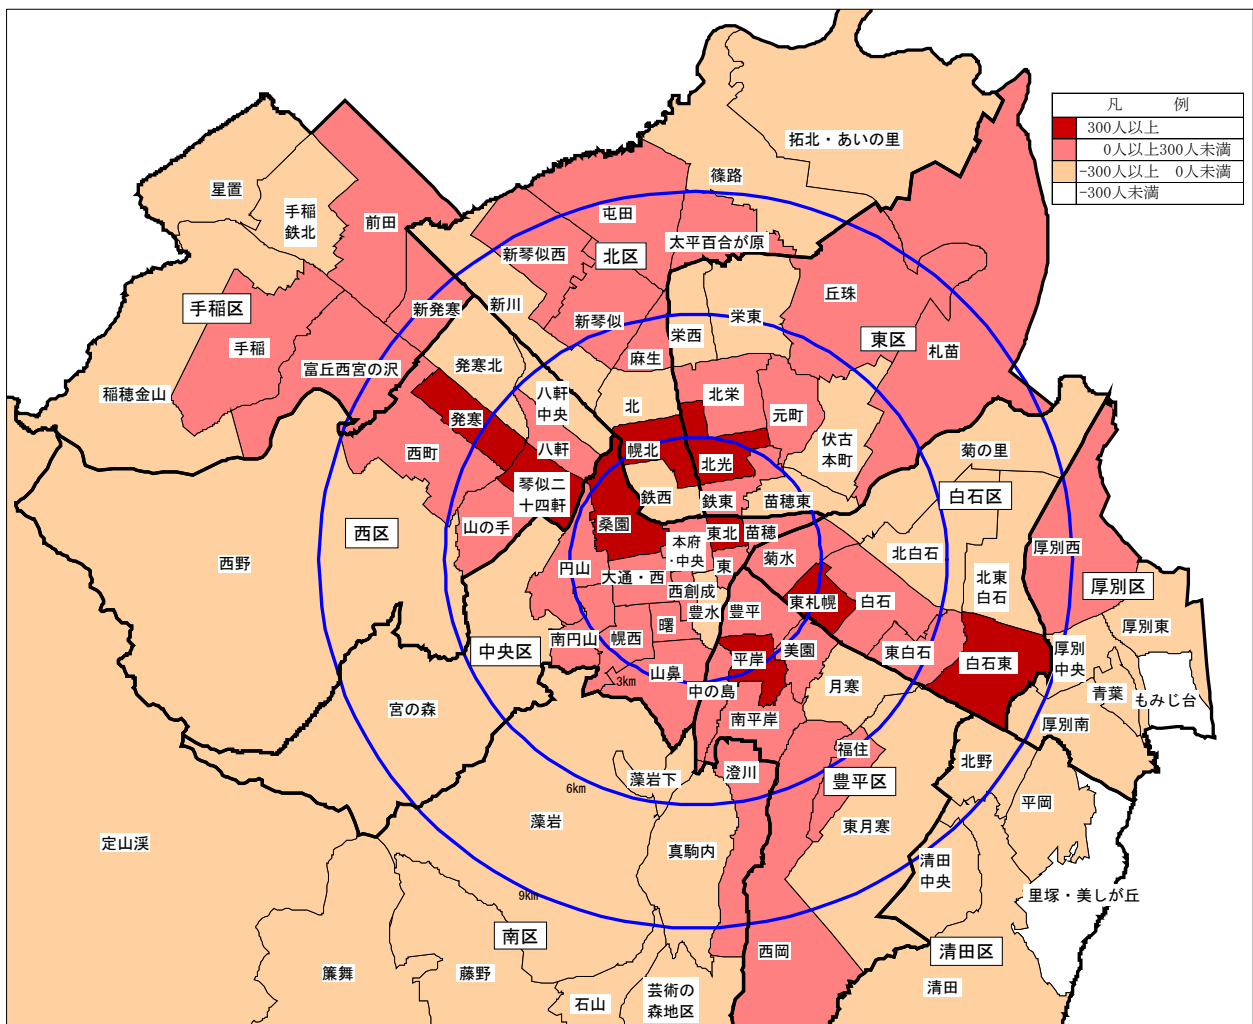 凡　例
300人以上
0人以上300人未満
-300人以上　0人未満
-300人未満
拓北・あいの里
篠路
星置
手稲
鉄北
前田
屯田
太平百合が原
新琴似西
北区
手稲区
新発寒
新川
新琴似
丘珠
栄東
栄西
東区
札苗
手稲
麻生
富丘西宮の沢
発寒北
稲穂金山
八軒
中央
北
北栄
元町
発寒
伏古
本町
西町
八軒
幌北
北光
菊の里
琴似二
十四軒
鉄西
鉄東
苗穂東
白石区
山の手
桑園
西区
東北
苗穂
本府
・中央
菊水
北白石
厚別西
西野
円山
大通・西
東
北東
白石
厚別区
西創成
東札幌
白石
豊水
豊平
厚別東
曙
南円山
幌西
中央区
平岸
美園
東白石
白石東
厚別
中央
山鼻
3km
中の島
月寒
青葉
もみじ台
宮の森
南平岸
厚別南
福住
北野
澄川
藻岩下
豊平区
6km
平岡
藻岩
東月寒
定山渓
真駒内
清田
中央
9km
里塚・美しが丘
南区
西岡
清田区
簾舞
藤野
清田
石山
芸術の
森地区